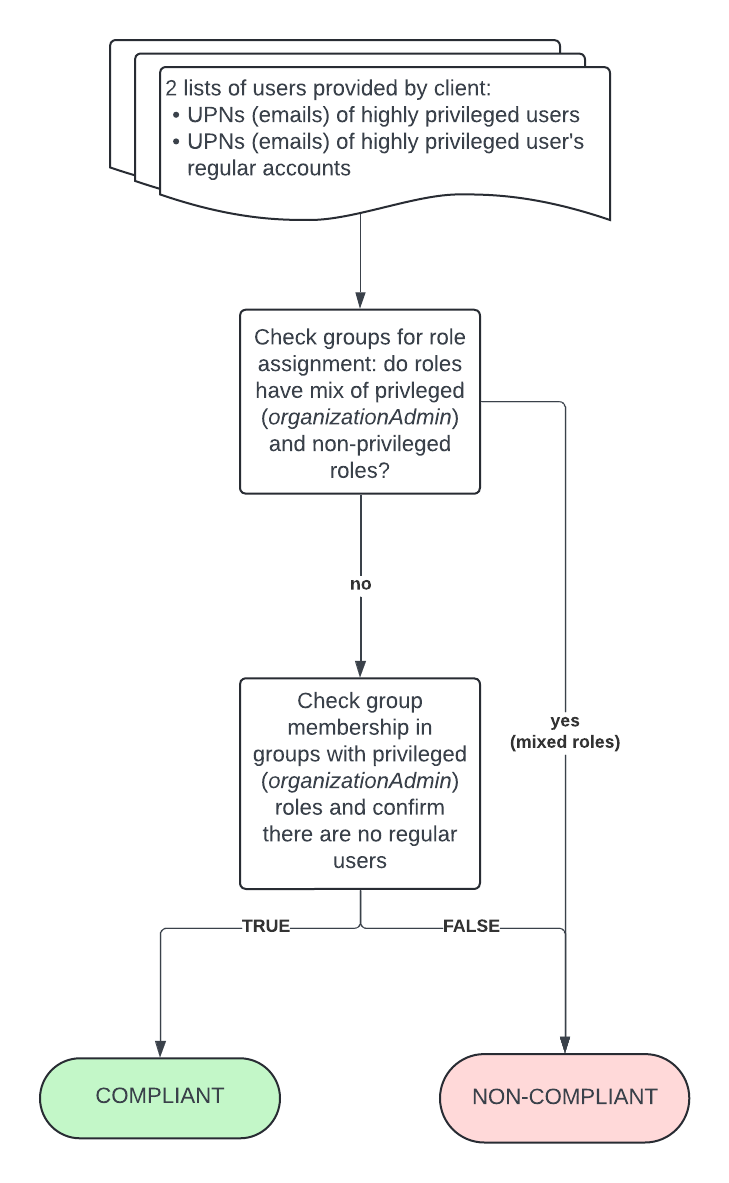 2 lists of users provided by client:
• UPNs (emails) of highly privileged users
• UPNs (emails) of highly privileged user's
regular accounts
Check groups for role
assignment: do roles
have mix of privleged
(organizationAdmin)
and non-privileged
roles?
no
Check group
membership in
groups with privileged
(organizationAdmin)
roles and confirm
there are no regular
users
yes
(mixed roles)
TRUE
FALSE
COMPLIANT
NON-COMPLIANT